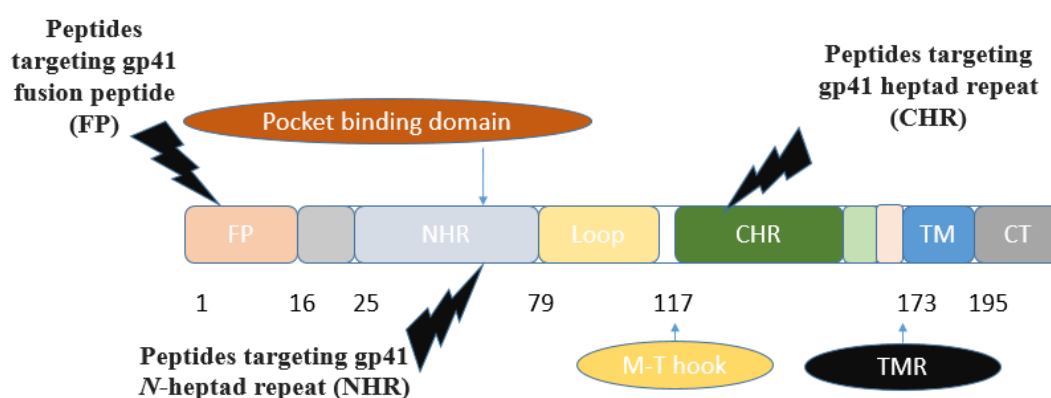 Peptides
targeting gp41
fusion peptide
(FP)
Peptides targeting
gp41 heptad repeat
(CHR)
Pocket binding domain
FP
NHR
Loop
CHR
TM
CT
1
16
25
79
117
173
195
Peptides targeting gp41
N-heptad repeat (NHR)
M-T hook
TMR